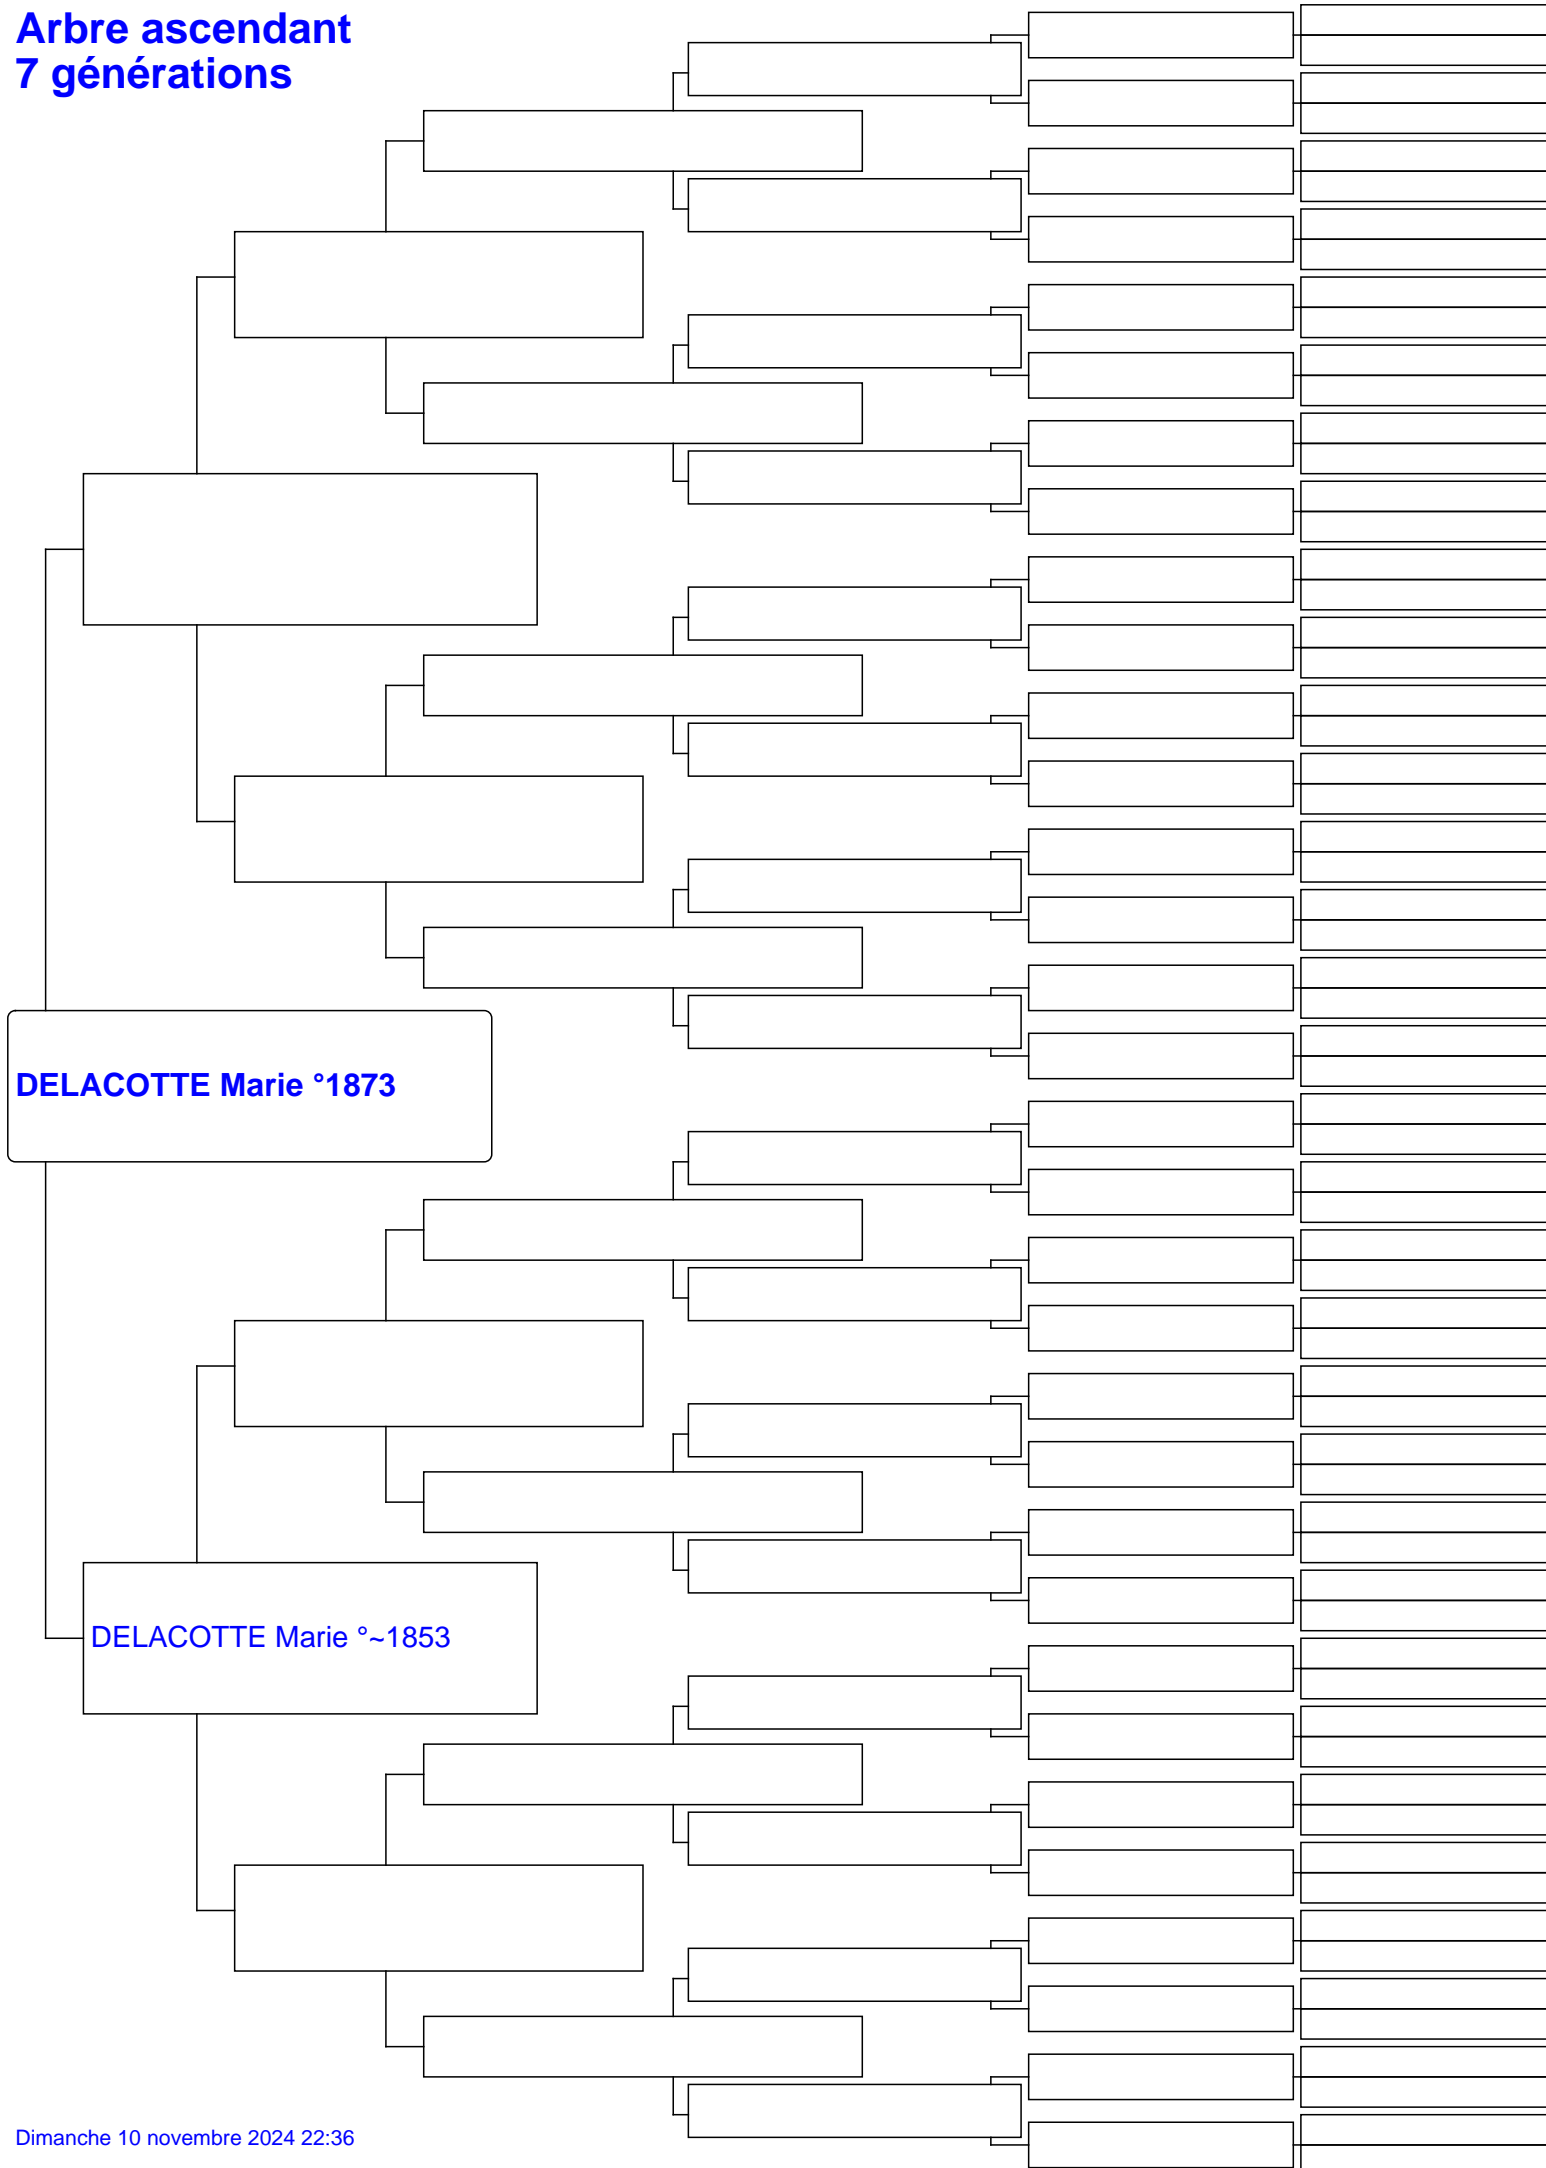 Arbre ascendant
7 générations
DELACOTTE Marie °1873
DELACOTTE Marie °~1853
Dimanche 10 novembre 2024 22:36